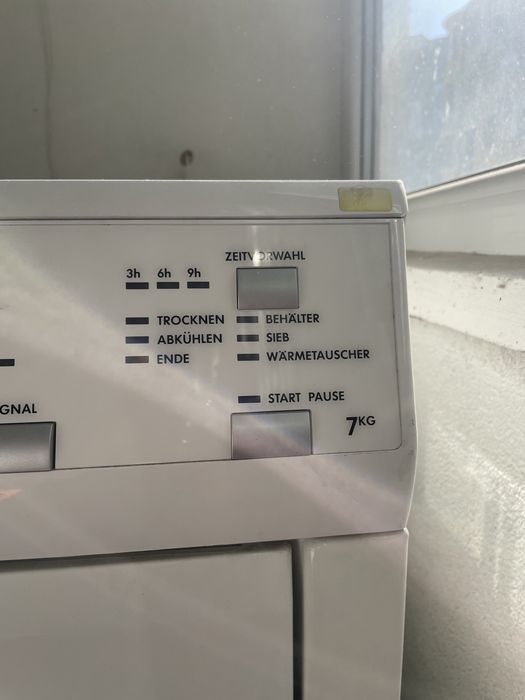 ZEITVORWAHL
3h 6h 9h
TROCKNEN
ABKÜHLEN
ENDE
BEHÄLTER
SIEB
WÄRMETAUSCHER
START PAUSE
GNAL
7KG